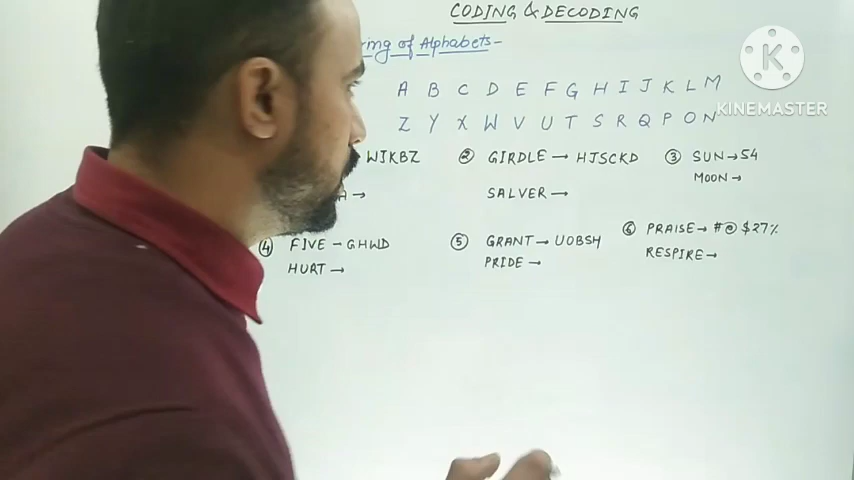 CODING & DECODING
of Alphabets-
A B C D E F G H I J K L M
Z Y X W V U T S R Q P O N
K
KINEMASTER
WJKBZ
② GIRDLE → HJSCKD
SALVER →
③ SUN → 54
MOON →
④ FIVE - GHWD
HURT →
⑤ GRANT → UOBSH
PRIDE →
⑥ PRAISE → #@$27%
RESPIRE →